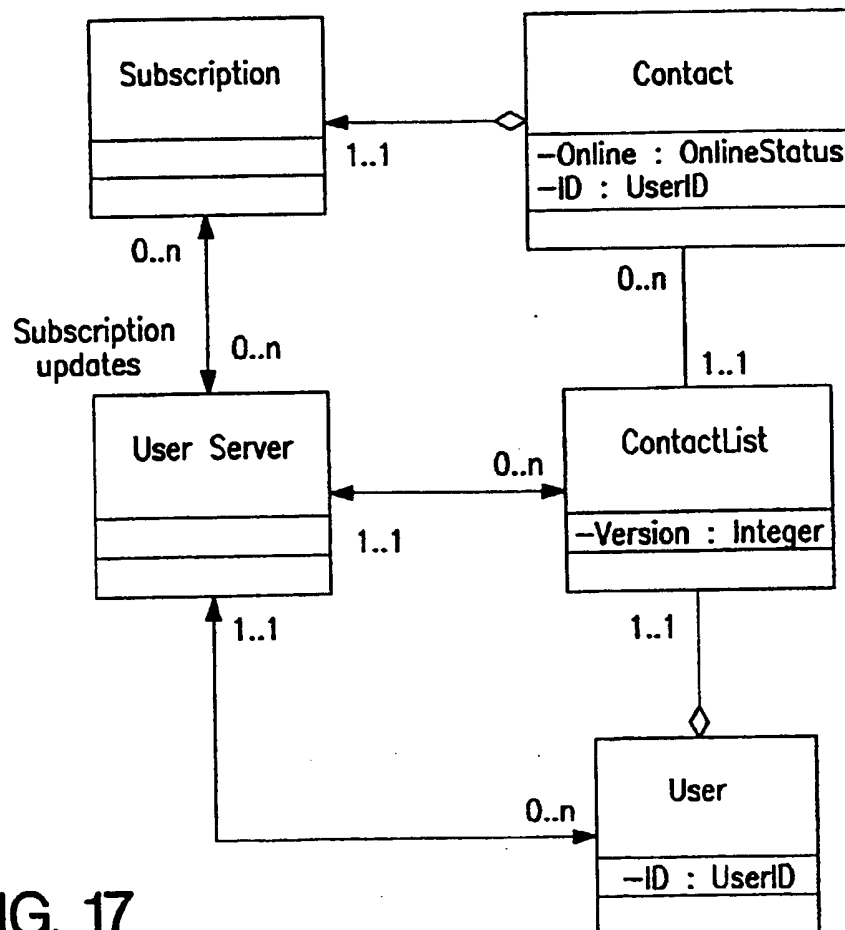 Subscription
Contact
1..1
-Online : OnlineStatus
-ID : UserID
0..n
0..n
Subscription
updates
0..n
1..1
User Server
ContactList
0..n
1..1
-Version : Integer
1..1
1..1
User
0..n
-ID : UserID
IG. 17